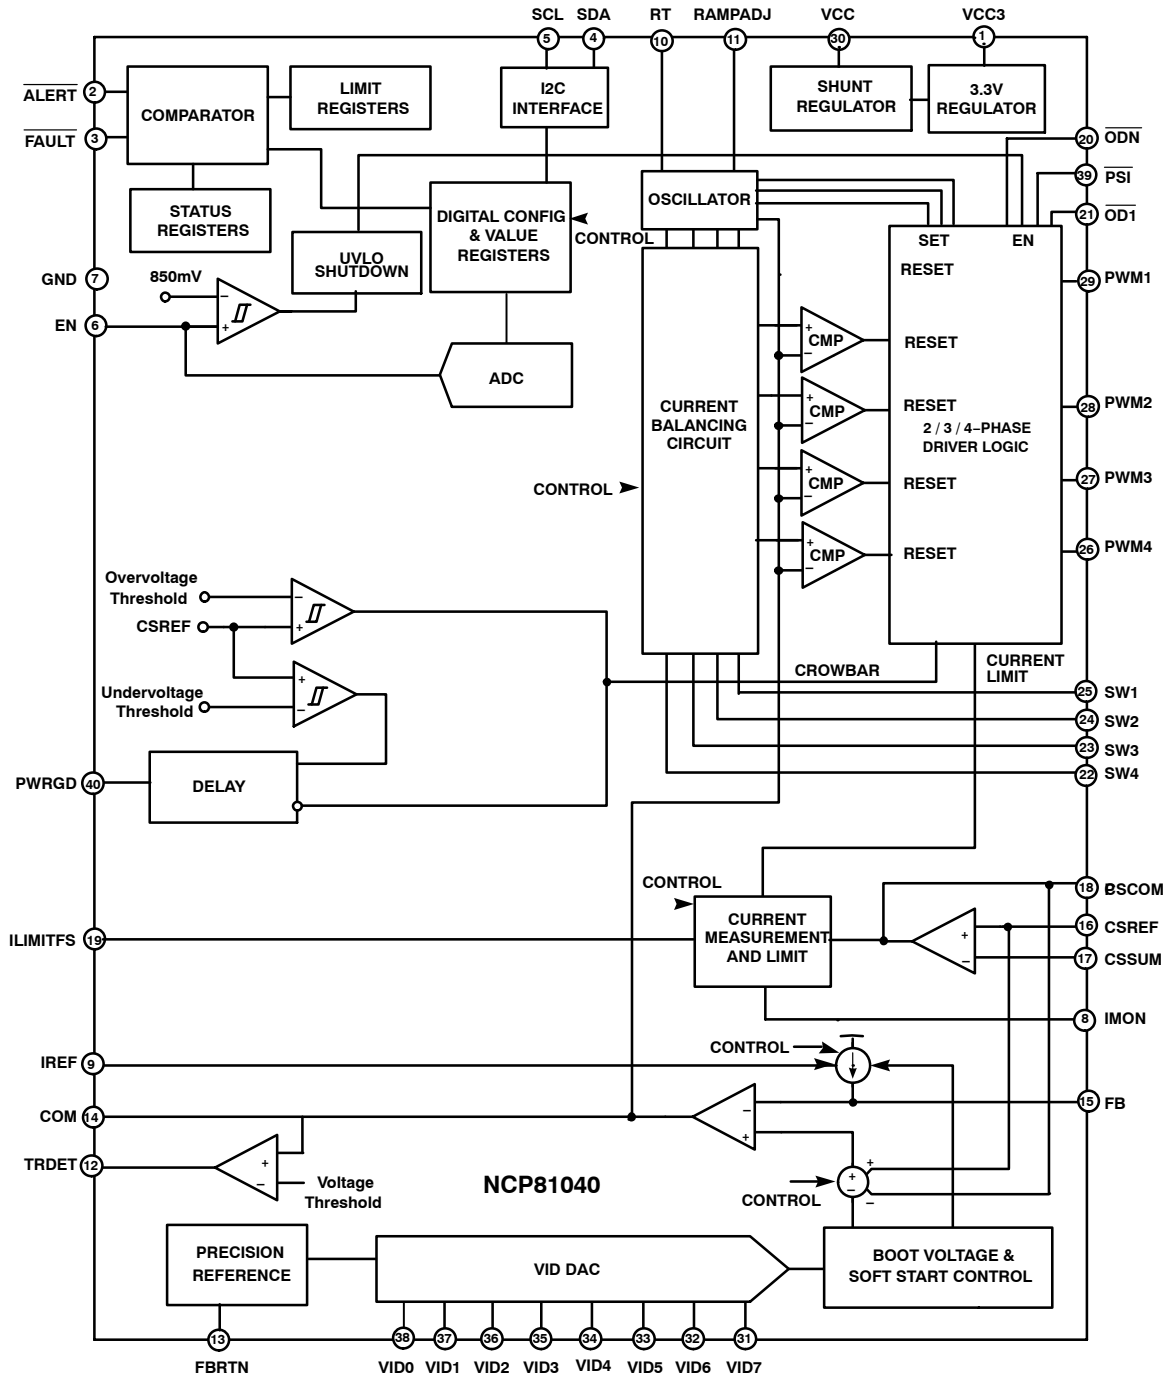 SCL SDA RT RAMPADJ VCC VCC3
5 4 10 11 30 1
ALERT 2
FAULT 3
COMPARATOR
LIMIT
REGISTERS
I2C
INTERFACE
SHUNT
REGULATOR
3.3V
REGULATOR
20 ODN
39 PSI
21 OD1
STATUS
REGISTERS
DIGITAL CONFIG
& VALUE
REGISTERS
CONTROL
OSCILLATOR
UVLO
SHUTDOWN
SET EN
RESET
GND 7
850mV
EN 6
−
+
ADC
29 PWM1
CURRENT
BALANCING
CIRCUIT
CONTROL
+
CMP
−
RESET
+
CMP
−
RESET
2 / 3 / 4−PHASE
DRIVER LOGIC
28 PWM2
+
CMP
−
RESET
27 PWM3
+
CMP
−
RESET
26 PWM4
Overvoltage
Threshold
CSREF
−
+
Undervoltage
Threshold
+
−
CROWBAR
CURRENT
LIMIT
25 SW1
24 SW2
23 SW3
22 SW4
PWRGD 40
DELAY
CONTROL
ILIMITFS 19
CURRENT
MEASUREMENT
AND LIMIT
+
−
18 CSCOM
16 CSREF
17 CSSUM
8 IMON
CONTROL
IREF 9
COM 14
TRDET 12
−
+
15 FB
+
−
Voltage
Threshold
NCP81040
CONTROL
+
−
+
−
PRECISION
REFERENCE
VID DAC
BOOT VOLTAGE &
SOFT START CONTROL
13 38 37 36 35 34 33 32 31
FBRTN VID0 VID1 VID2 VID3 VID4 VID5 VID6 VID7